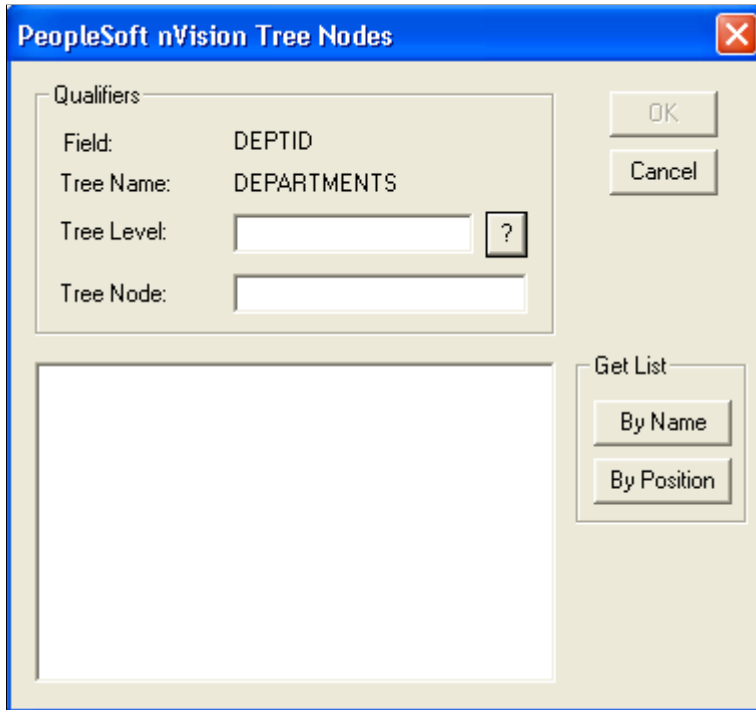 PeopleSoft nVision Tree Nodes
Qualifiers
Field: DEPTID
Tree Name: DEPARTMENTS
Tree Level: ?
Tree Node:
OK
Cancel
Get List
By Name
By Position